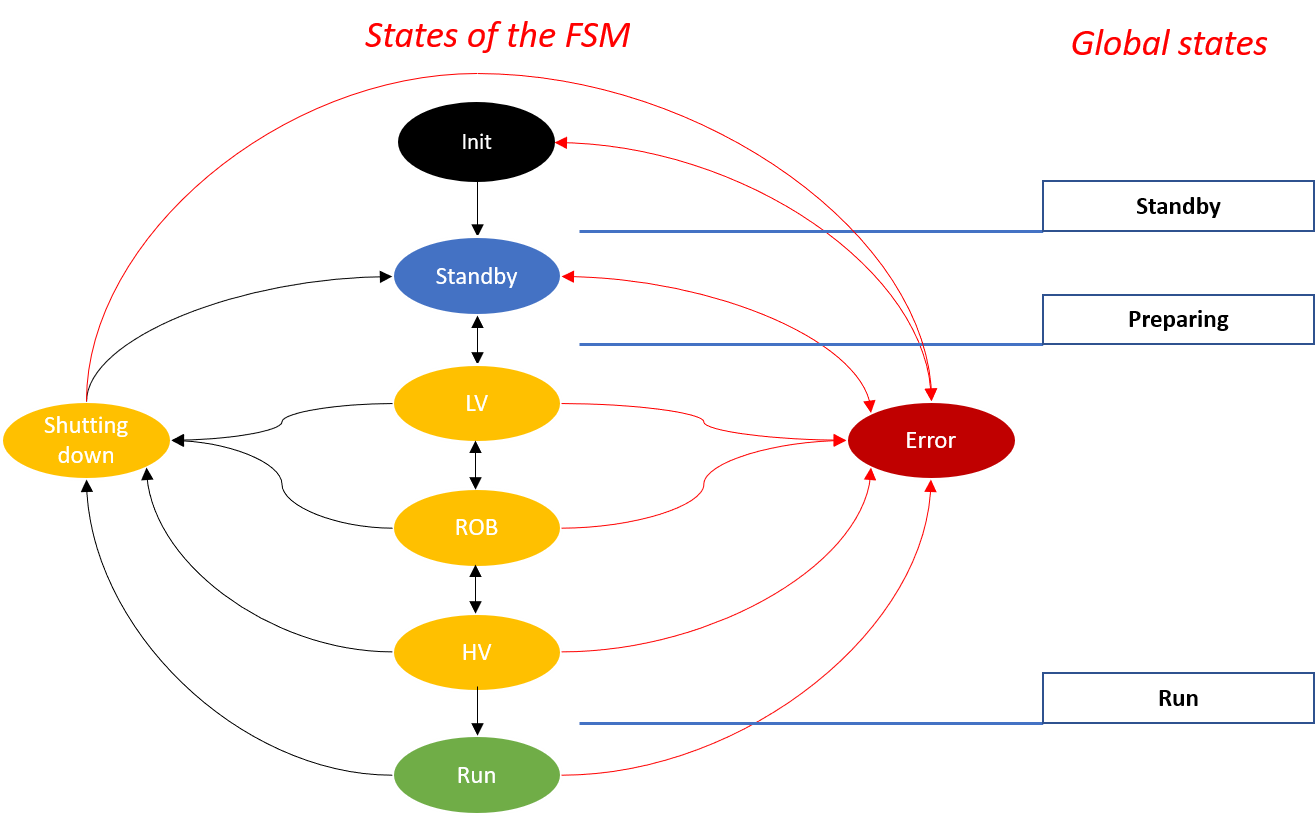 States of the FSM
Global states
Init
Standby
Standby
Preparing
LV
Shutting
down
Error
ROB
HV
Run
Run